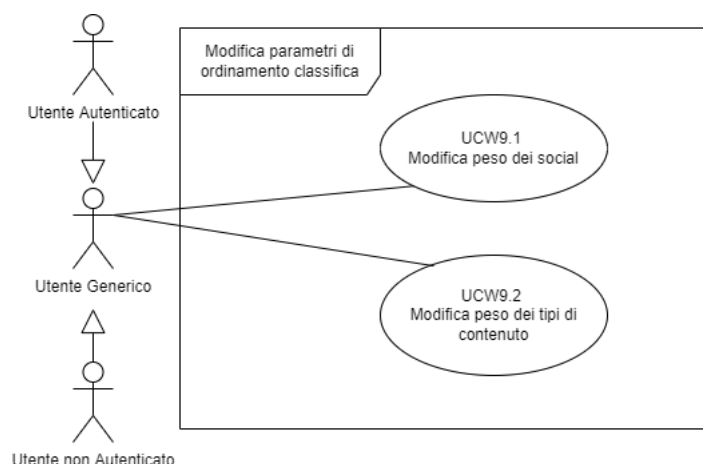 Modifica parametri di
ordinamento classifica
Utente Autenticato
UCW9.1
Modifica peso dei social
Utente Generico
UCW9.2
Modifica peso dei tipi di
contenuto
Utente non Autenticato